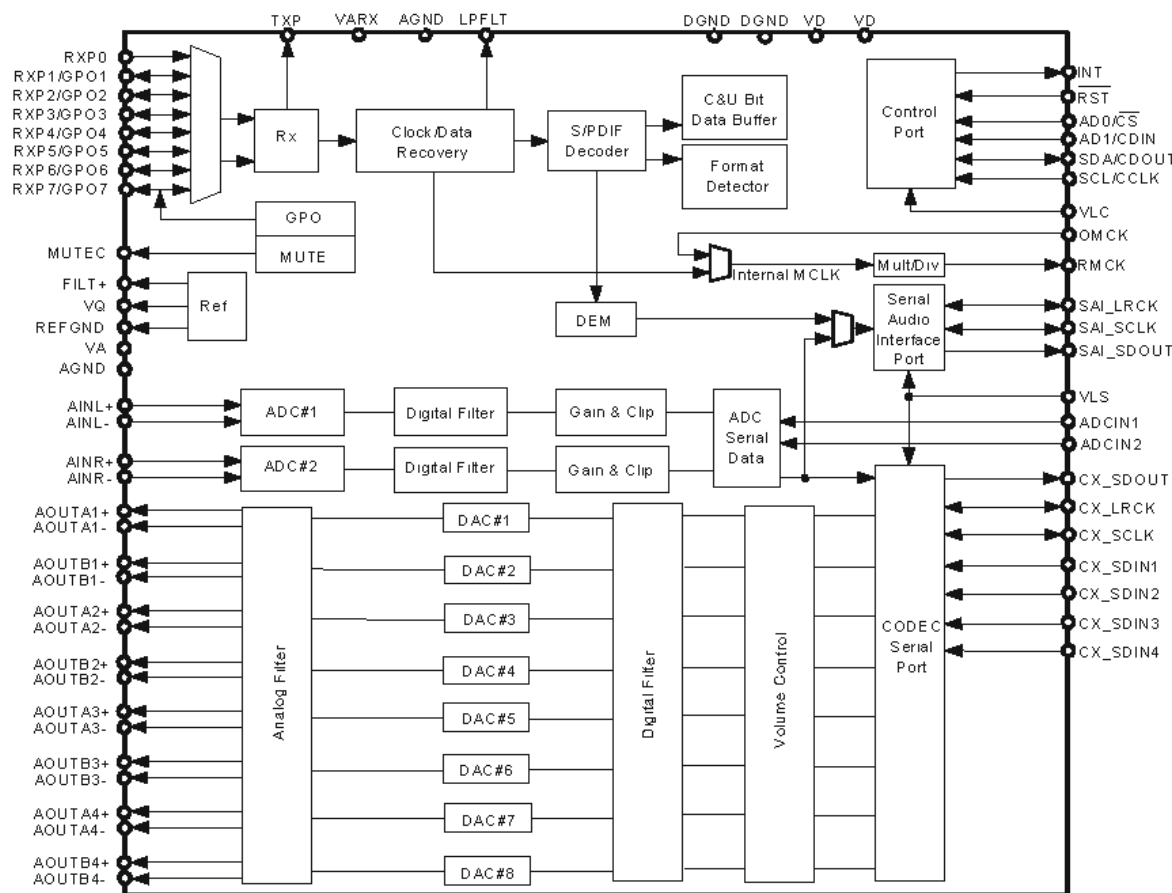 TXP
VARX
AGND
LPFLT
DGND
DGND
VD
VD
RXP0
RXP1/GPO1
RXP2/GPO2
RXP3/GPO3
RXP4/GPO4
RXP5/GPO5
RXP6/GPO6
RXP7/GPO7
MUTEC
FILT+
VQ
REFGND
VA
AGND
AINL+
AINL-
AINR+
AINR-
AOUTA1+
AOUTA1-
AOUTB1+
AOUTB1-
AOUTA2+
AOUTA2-
AOUTB2+
AOUTB2-
AOUTA3+
AOUTA3-
AOUTB3+
AOUTB3-
AOUTA4+
AOUTA4-
AOUTB4+
AOUTB4-
Rx
Clock/Data
Recovery
S/PDIF
Decoder
C&U Bit
Data Buffer
Format
Detector
Control
Port
GPO
MUTE
Ref
Internal MCLK
Mult/Div
DEM
Serial
Audio
Interface
Port
ADC#1
Digital Filter
Gain & Clip
ADC
Serial
Data
ADC#2
Digital Filter
Gain & Clip
Analog Filter
DAC#1
DAC#2
DAC#3
DAC#4
DAC#5
DAC#6
DAC#7
DAC#8
Digital Filter
Volume Control
CODEC
Serial
Port
INT
RST
AD0/CS
AD1/CDIN
SDA/CDOUT
SCL/CCLK
VLC
OMCK
RMCK
SAI_LRCK
SAI_SCLK
SAI_SDOUT
VLS
ADCIN1
ADCIN2
CX_SDOUT
CX_LRCK
CX_SCLK
CX_SDIN1
CX_SDIN2
CX_SDIN3
CX_SDIN4